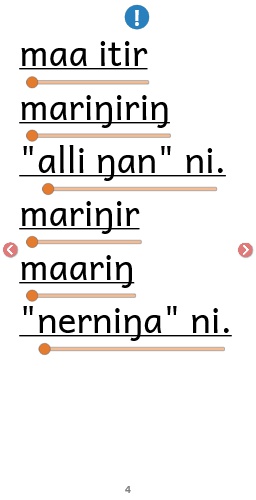 !
maa itir
mariŋiriŋ
"alli ŋan" ni.
mariŋir
maariŋ
"nerniŋa" ni.
4